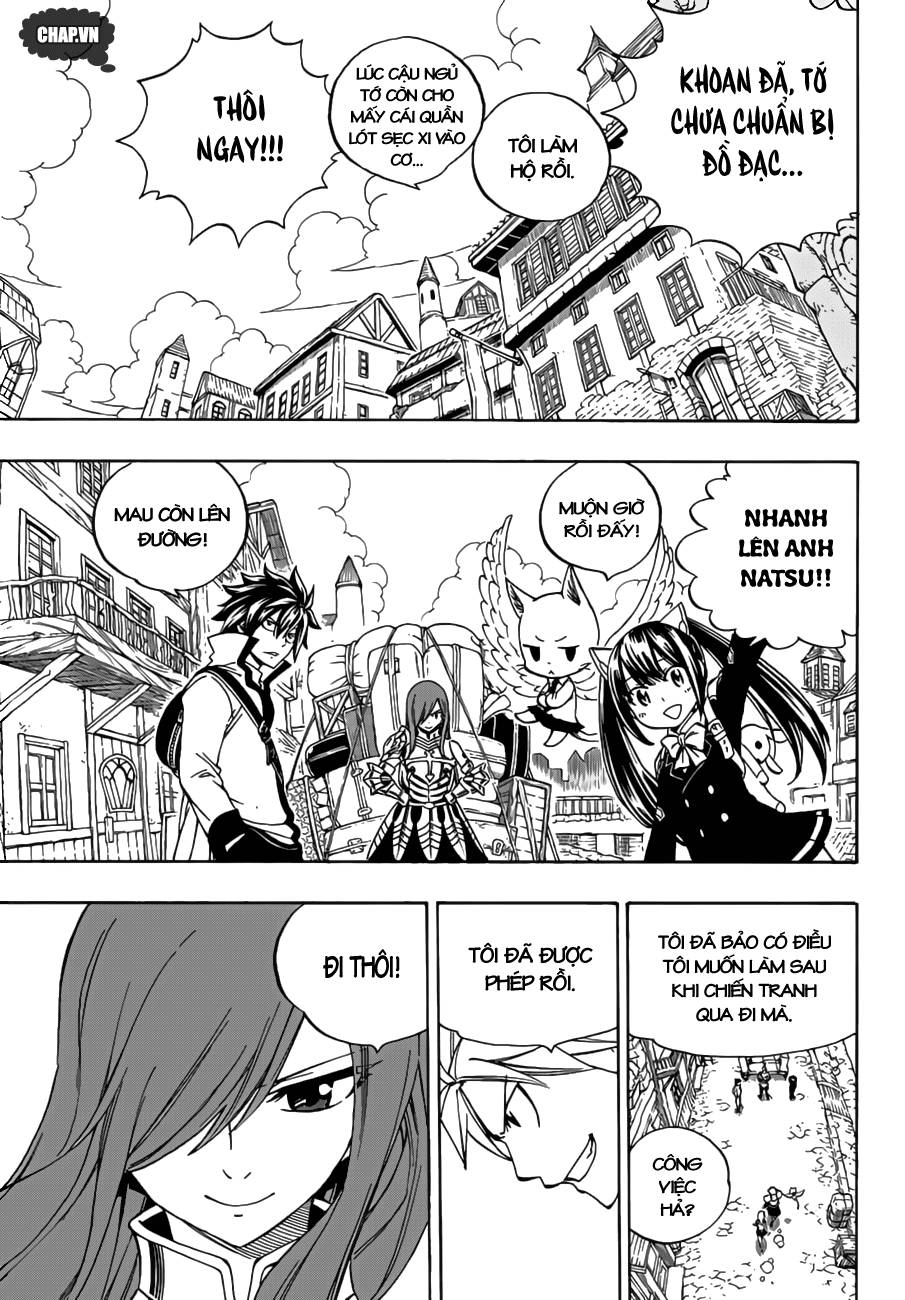 CHAP.VN
KHOAN ĐÃ, TỚ
CHƯA CHUẨN BỊ
ĐỒ ĐẠC...
TÔI LÀM
HỘ RỒI.
LÚC CẬU NGỦ
TỚ CÒN CHO
MẤY CÁI QUẦN
LÓT SẸC XI VÀO
CƠ...
THÔI
NGAY!!!
NHANH
LÊN ANH
NATSU!!
MUỘN GIỜ
RỒI ĐẤY!
MAU CÒN LÊN
ĐƯỜNG!
TÔI ĐÃ BẢO CÓ ĐIỀU
TÔI MUỐN LÀM SAU
KHI CHIẾN TRANH
QUA ĐI MÀ.
CÔNG
VIỆC
HẢ?
TÔI ĐÃ ĐƯỢC
PHÉP RỒI.
ĐI THÔI!